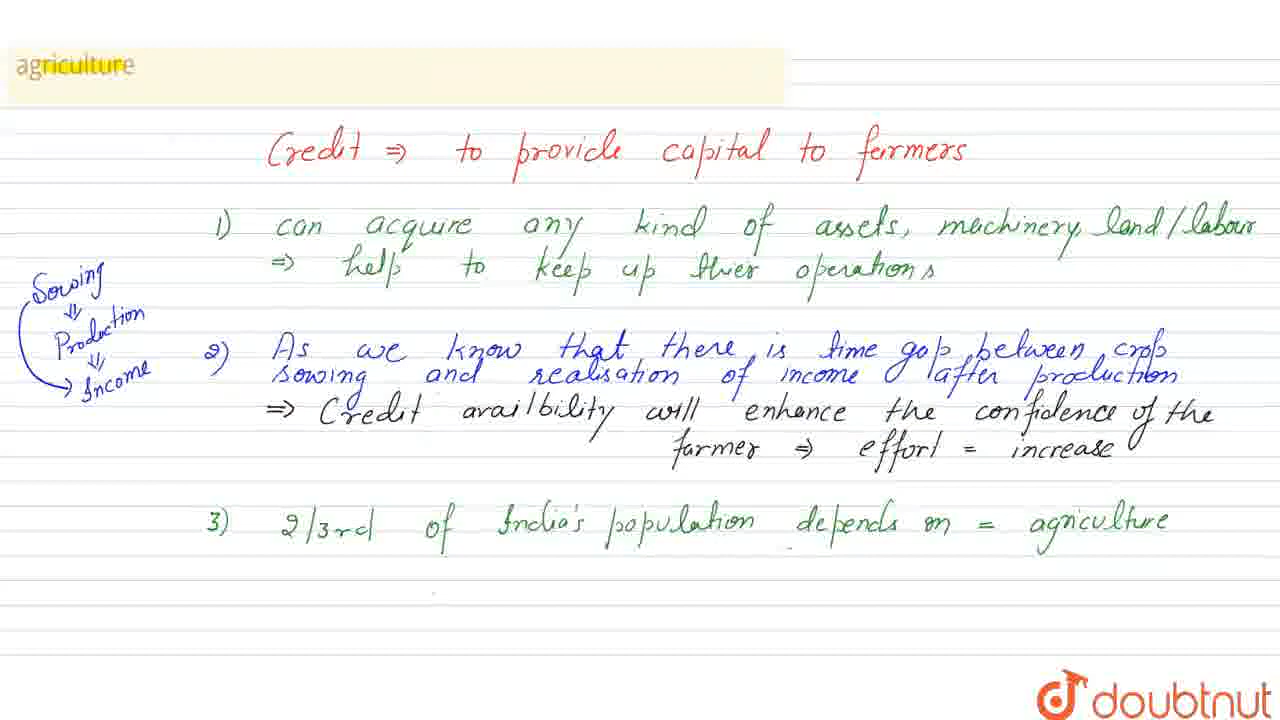 agriculture
Credit ⇒ to provide capital to farmers
1) can acquire any kind of assets, machinery, land/labour
⇒ help to keep up thier operations
Sowing
⇓
Production
⇓
Income
2) As we know that there is time gap between crop
sowing and realisation of income after production
⇒ Credit availbility will enhance the confidence of the
farmer ⇒ effort = increase
3) 2/3rd of India's population depends on = agriculture
doubtnut